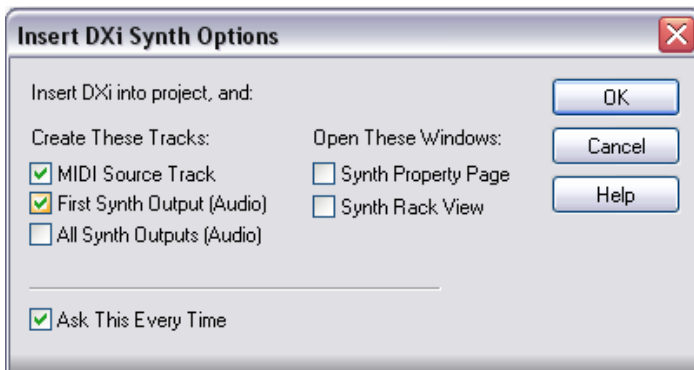 Insert DXi Synth Options
Insert DXi into project, and:
Create These Tracks:
MIDI Source Track
First Synth Output (Audio)
All Synth Outputs (Audio)
Open These Windows:
Synth Property Page
Synth Rack View
Ask This Every Time
OK
Cancel
Help